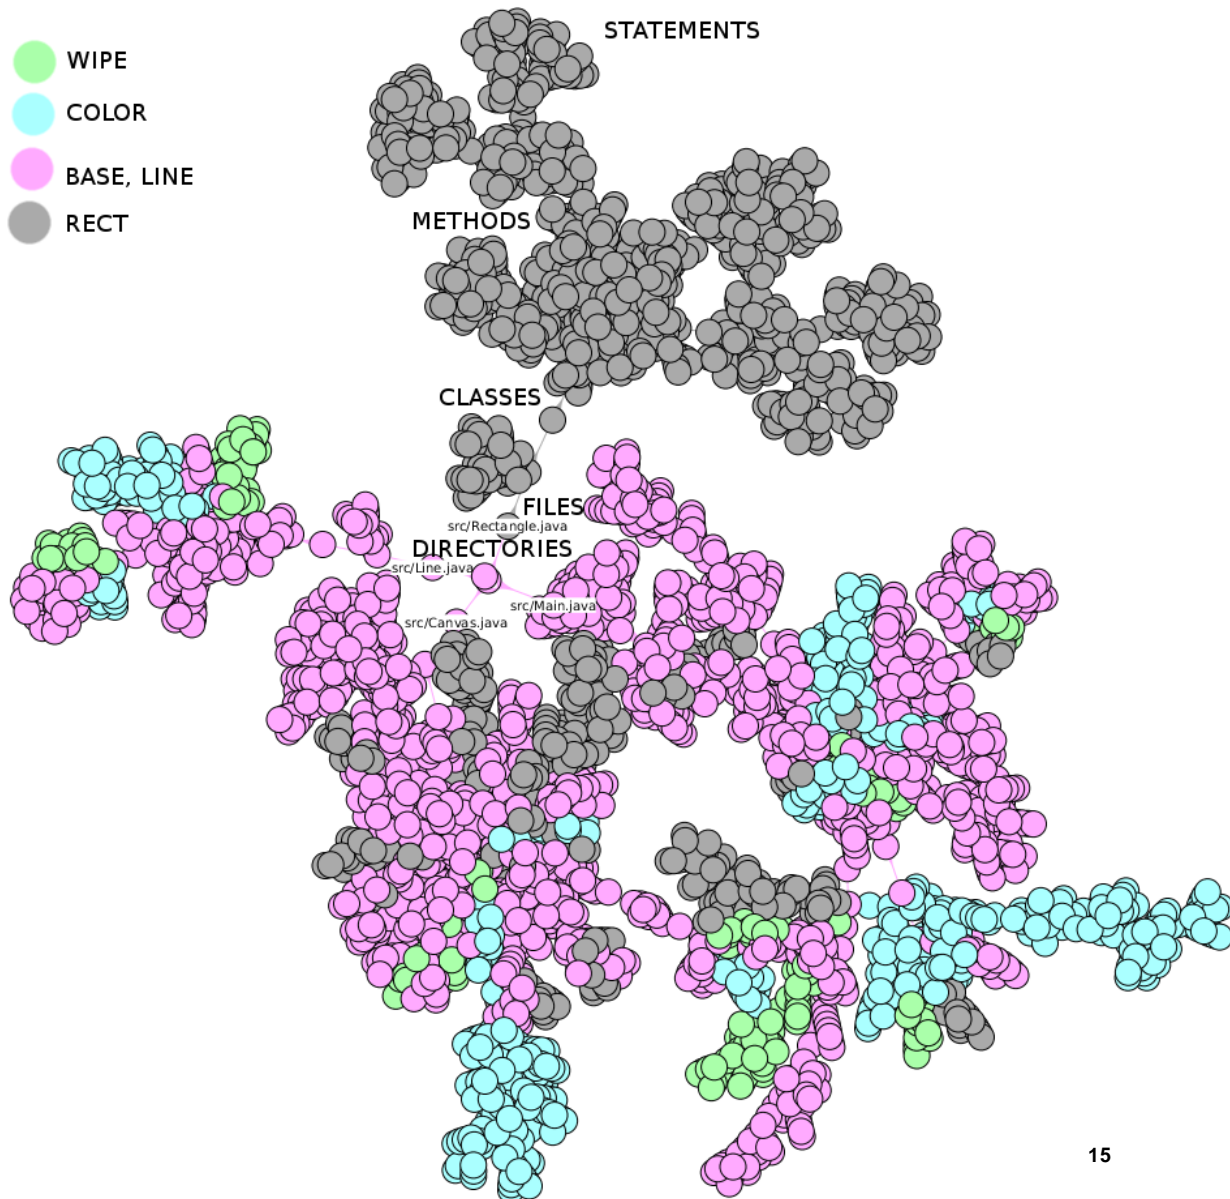 STATEMENTS
WIPE
COLOR
BASE, LINE
RECT
METHODS
CLASSES
FILES
src/Rectangle.java
DIRECTORIES
src/Line.java
src/Main.java
src/Canvas.java
15